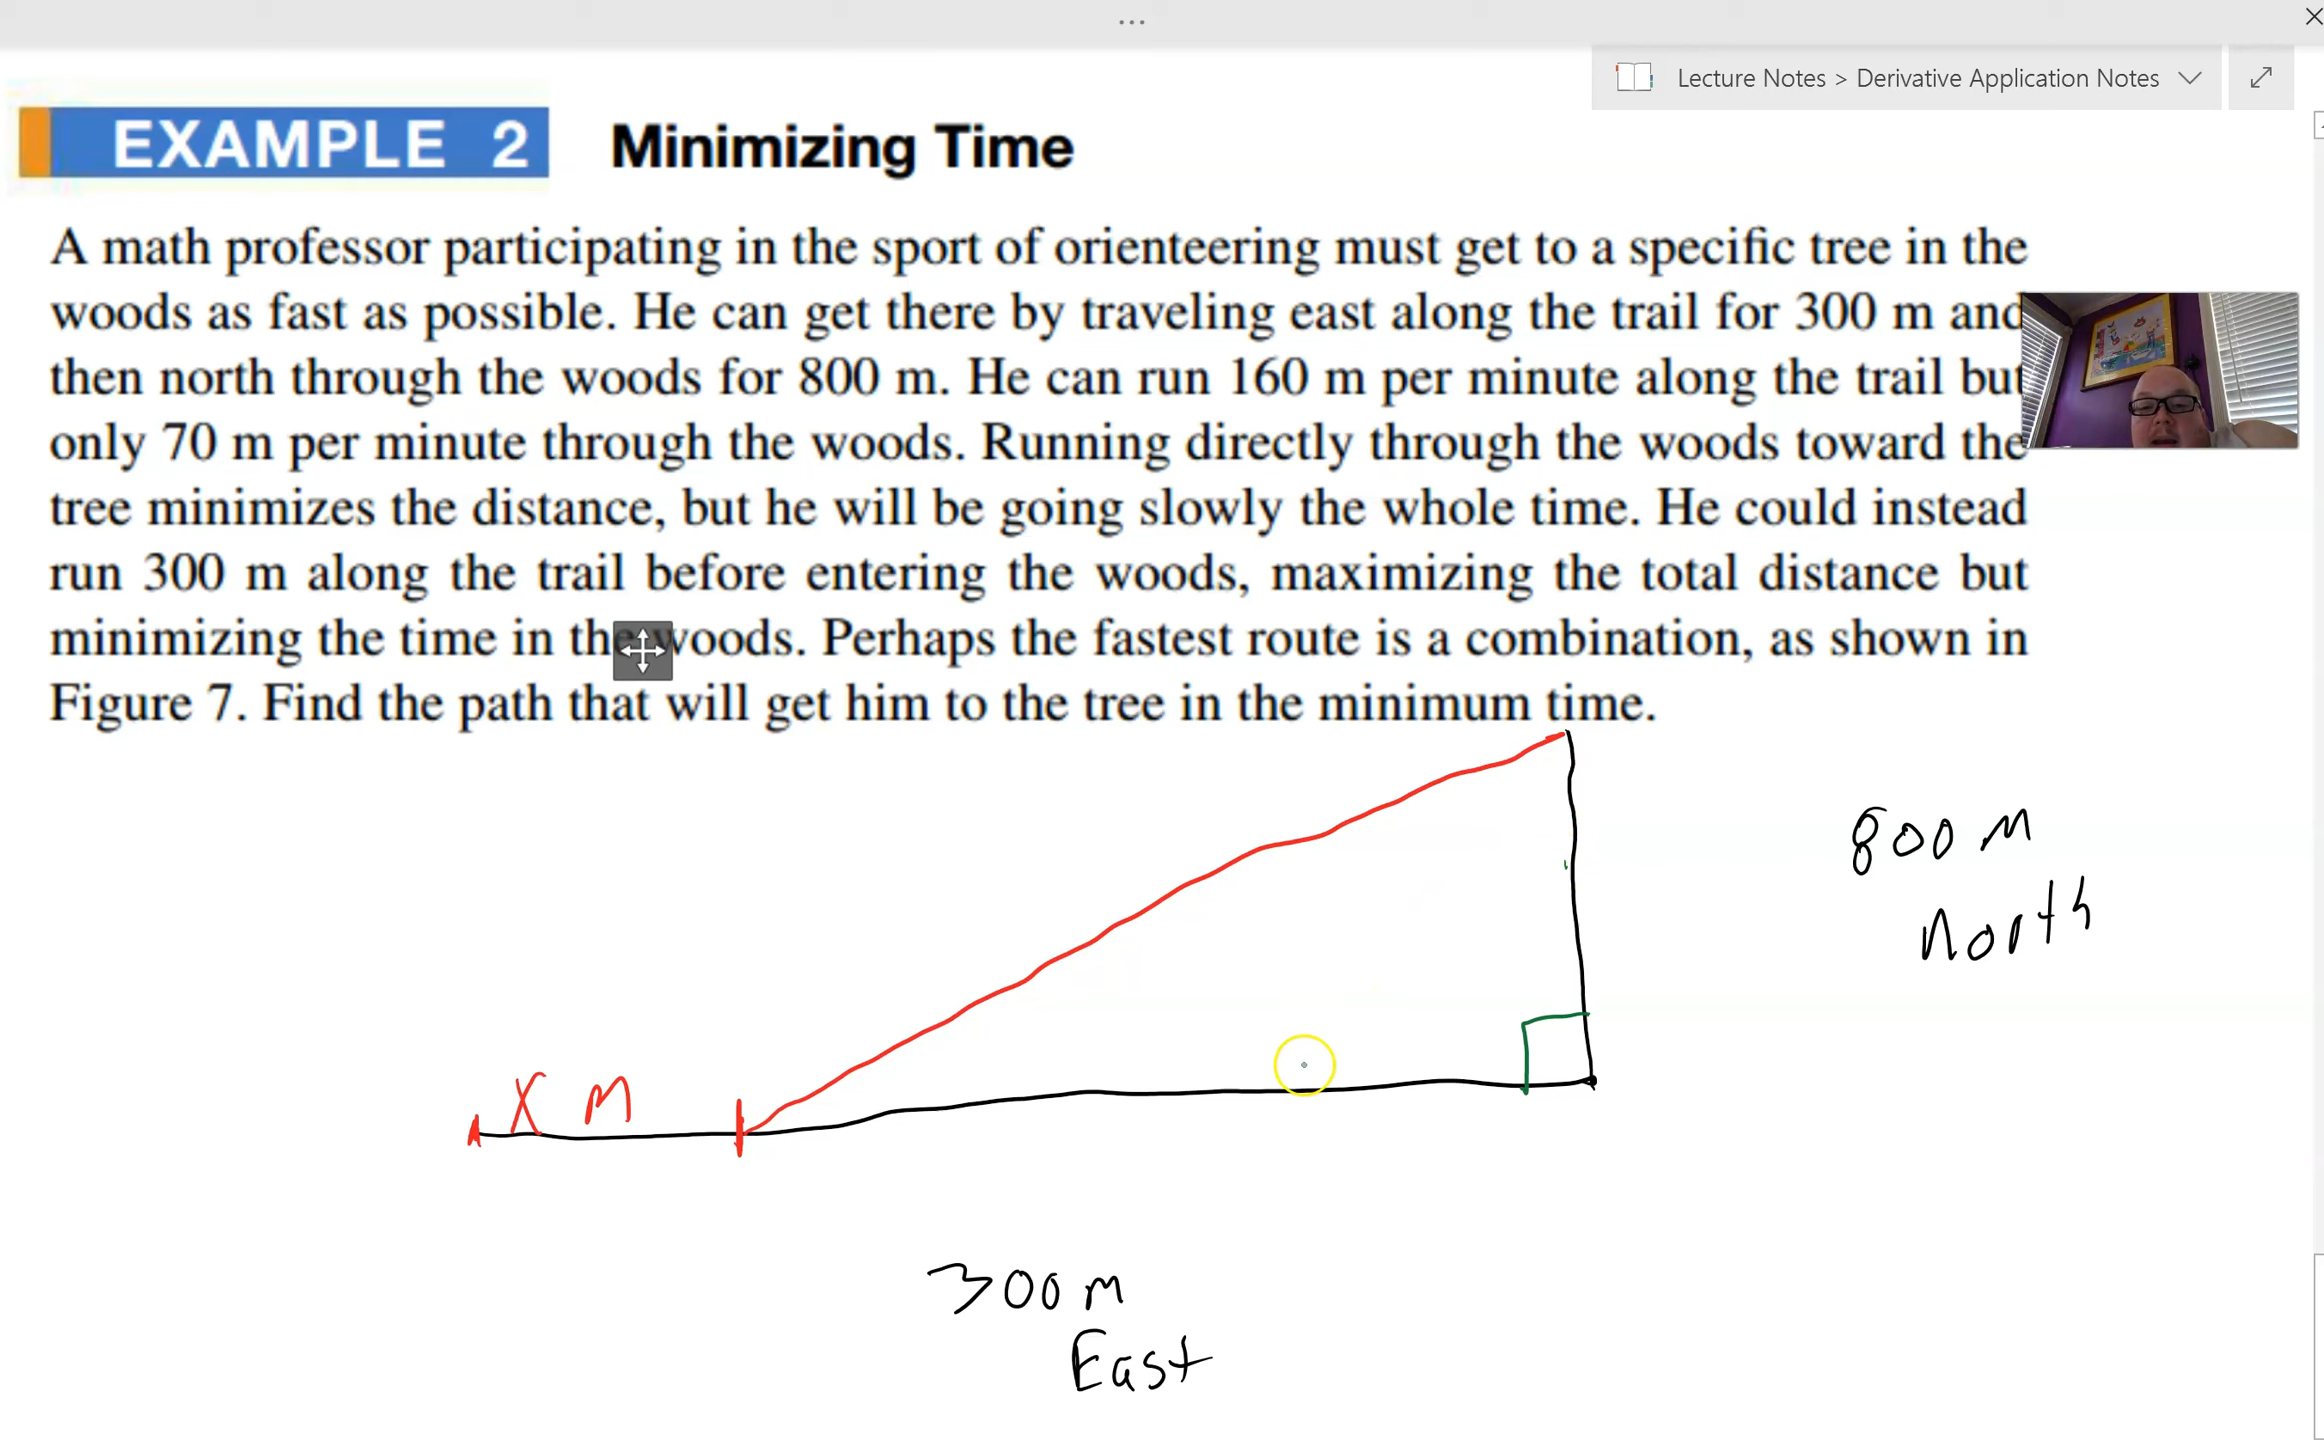 ...
Lecture Notes > Derivative Application Notes
EXAMPLE 2 Minimizing Time
A math professor participating in the sport of orienteering must get to a specific tree in the
woods as fast as possible. He can get there by traveling east along the trail for 300 m and
then north through the woods for 800 m. He can run 160 m per minute along the trail but
only 70 m per minute through the woods. Running directly through the woods toward the
tree minimizes the distance, but he will be going slowly the whole time. He could instead
run 300 m along the trail before entering the woods, maximizing the total distance but
minimizing the time in the woods. Perhaps the fastest route is a combination, as shown in
Figure 7. Find the path that will get him to the tree in the minimum time.
800 m
North
X M
300 m
East